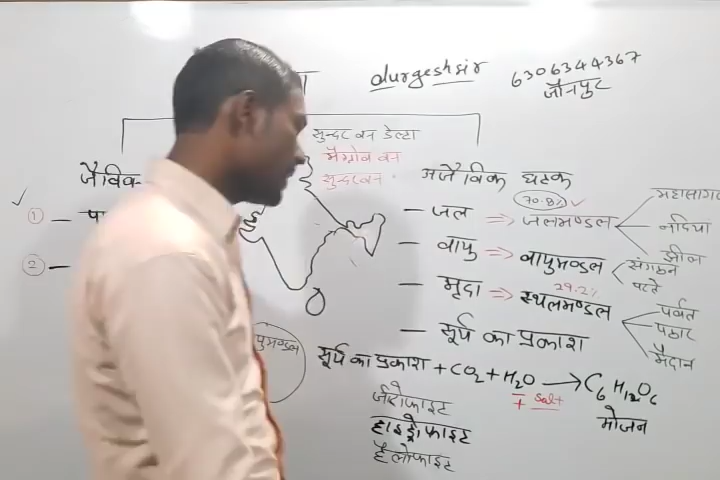 durgesh sir
6306344367
जौनपुर
सुन्दर वन डेल्टा
मैंग्रोव वन
सुन्दरवन
जैविक
अजैविक घटक
① —
② —
— जल ⇒ जलमण्डल
70.8% ✓
महासागर
नदिया
झील
— वायु ⇒ वायुमण्डल
संगठन
परते
— मृदा ⇒ स्थलमण्डल
29.2%
पर्वत
पठार
मैदान
— सूर्य का प्रकाश
सूर्य का प्रकाश + CO2 + H2O → C6H12O6
+ salt
भोजन
जेरोफाइट
हाइड्रोफाइट
हैलोफाइट